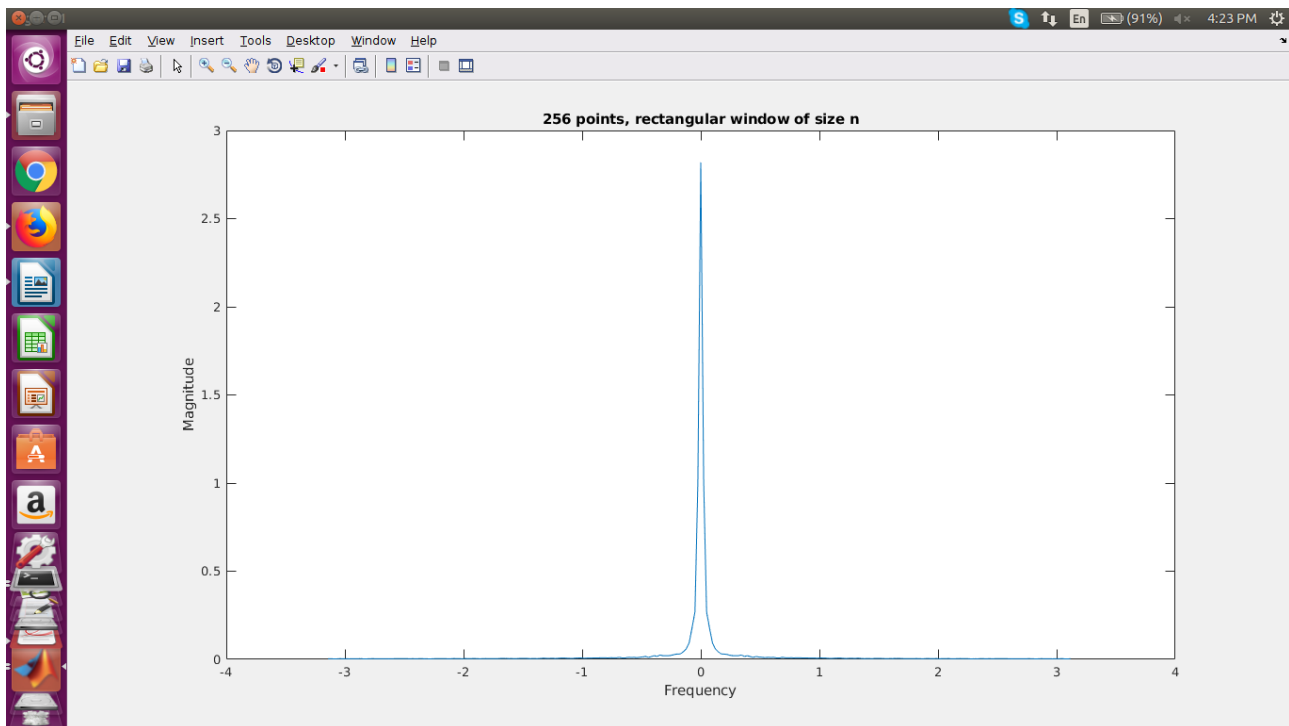 En (91%) 4:23 PM
File Edit View Insert Tools Desktop Window Help
256 points, rectangular window of size n
3
2.5
2
1.5
1
0.5
0
Magnitude
-4 -3 -2 -1 0 1 2 3 4
Frequency